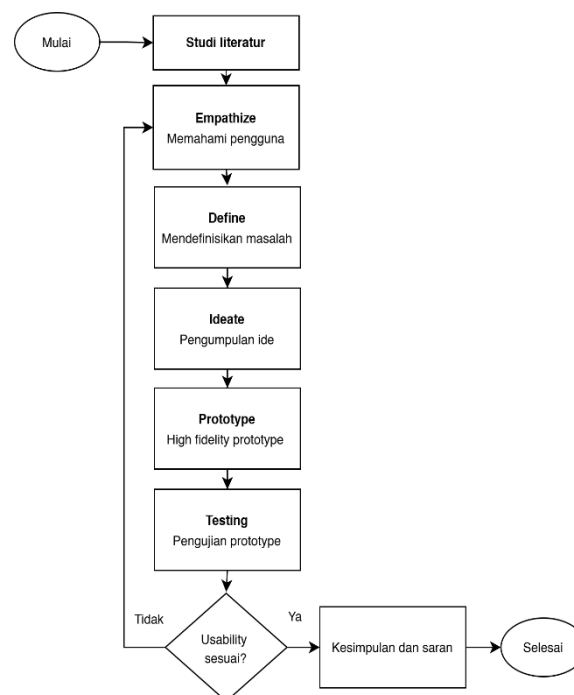 Mulai
Studi literatur
Empathize
Memahami pengguna
Define
Mendefinisikan masalah
Ideate
Pengumpulan ide
Prototype
High fidelity prototype
Testing
Pengujian prototype
Tidak
Usability
sesuai?
Ya
Kesimpulan dan saran
Selesai